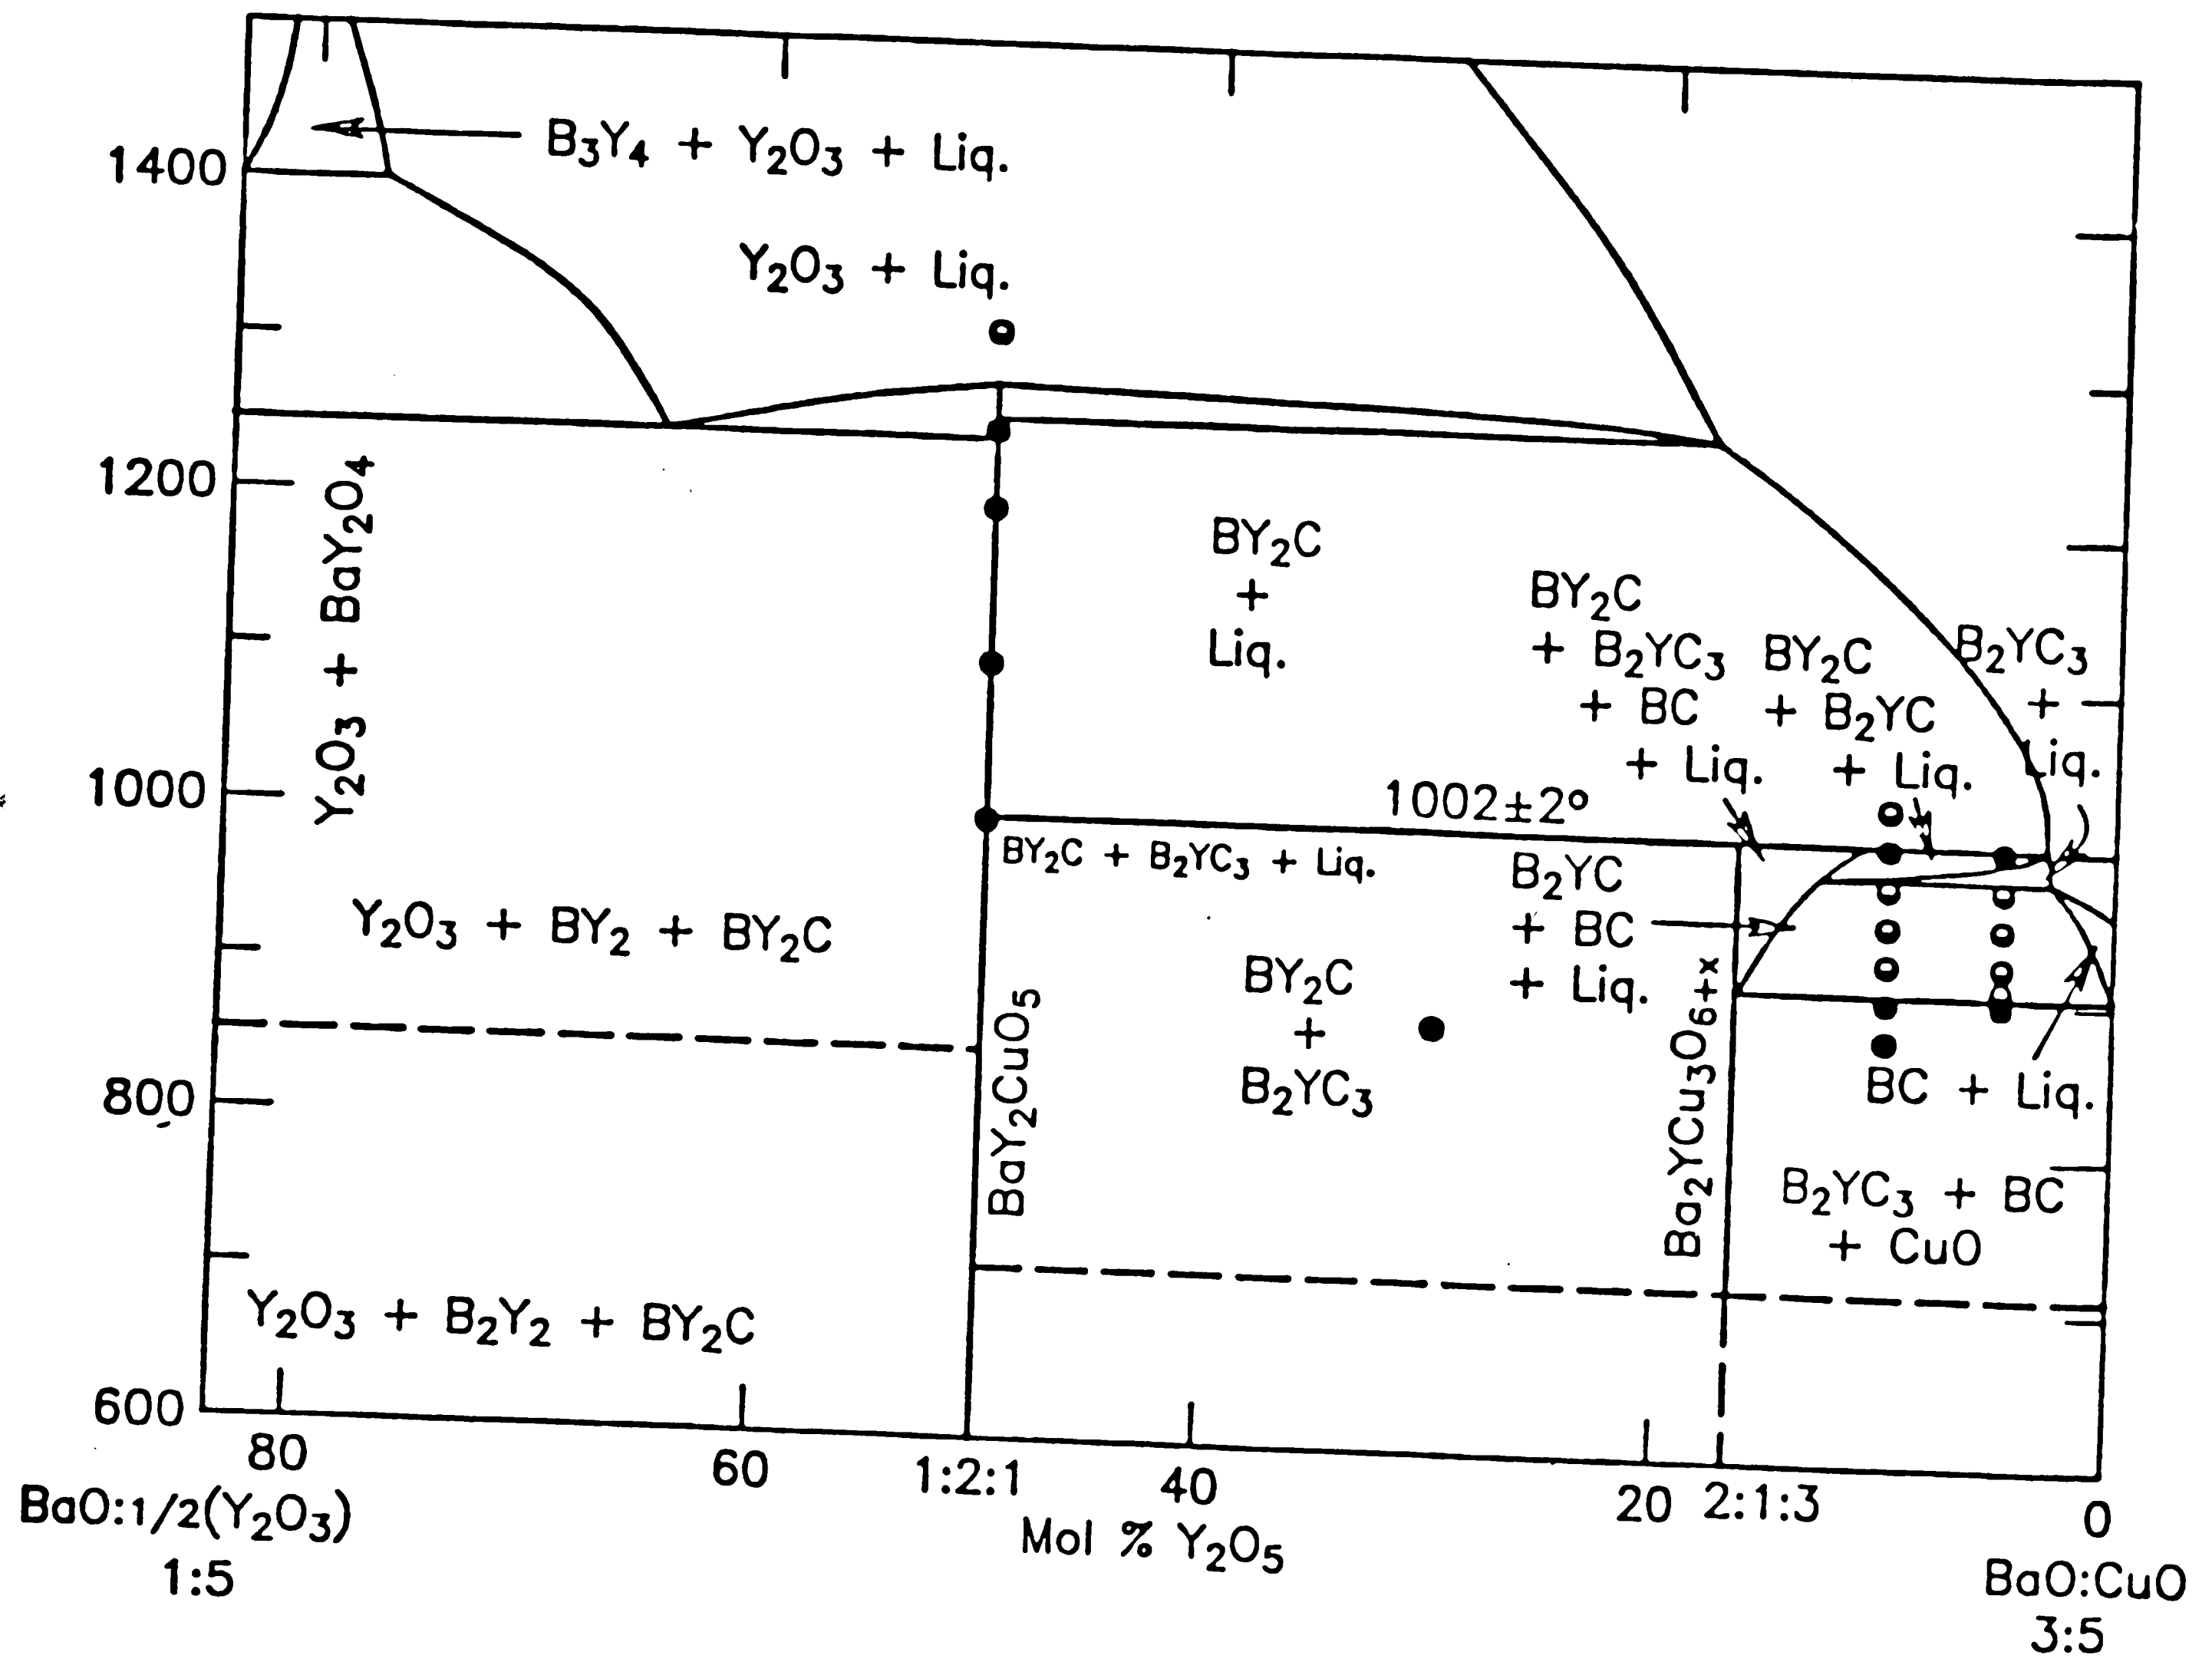 1400
1200
1000
800
600
B₃Y₄ + Y₂O₃ + Liq.
Y₂O₃ + Liq.
Y₂O₃ + BaY₂O₄
BY₂C
+
Liq.
BY₂C
+ B₂YC₃
+ BC
+ Liq.
BY₂C
+ B₂YC
+ Liq.
B₂YC₃
+
Liq.
1002±2°
BY₂C + B₂YC₃ + Liq.
B₂YC
+ BC
+ Liq.
Y₂O₃ + BY₂ + BY₂C
BY₂C
+
B₂YC₃
BaY₂CuO₅
Ba₂YCu₃O₆₊ₓ
BC + Liq.
B₂YC₃ + BC
+ CuO
Y₂O₃ + B₂Y₂ + BY₂C
80
60
1:2:1
40
20
2:1:3
0
BaO:1/2(Y₂O₃)
1:5
Mol % Y₂O₅
BaO:CuO
3:5